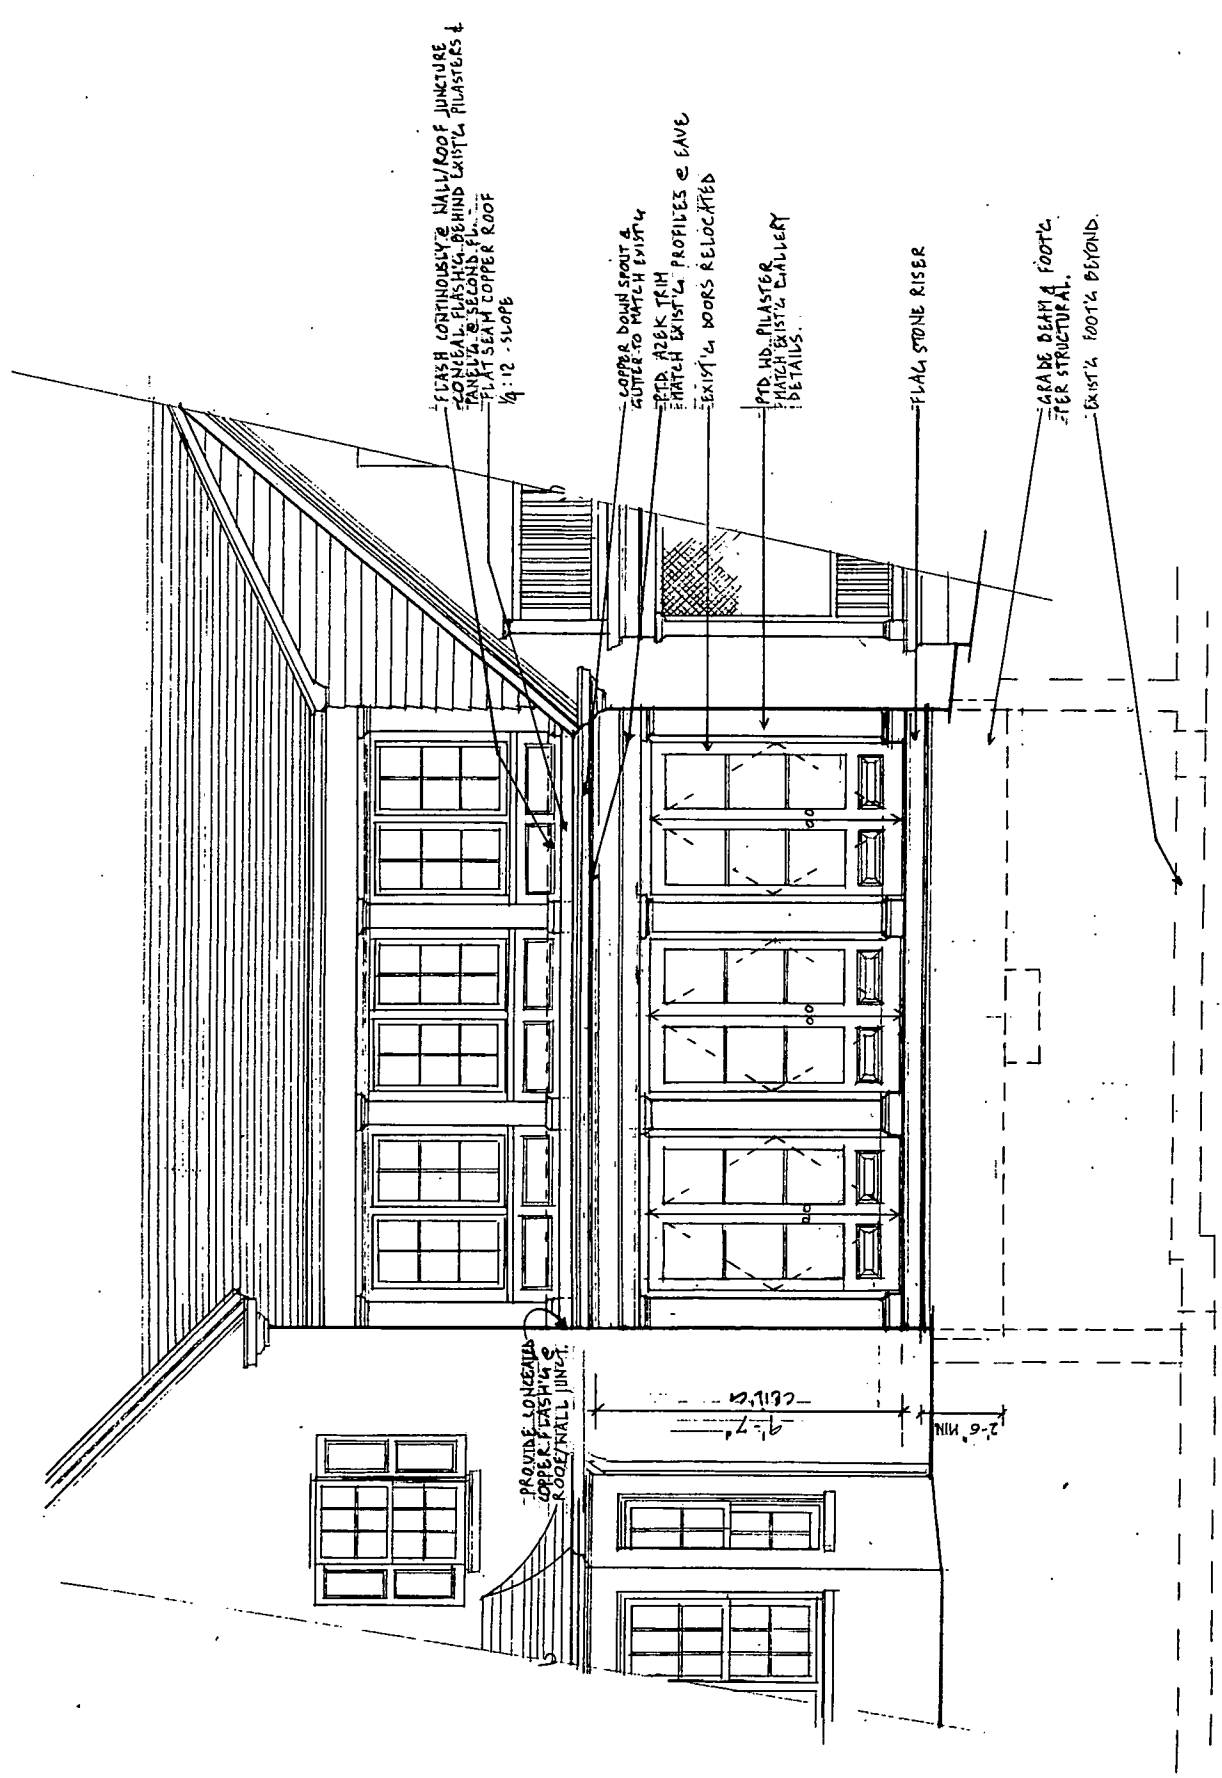 FLASH CONTINOUSLY @ WALL/ROOF JUNCTURE
CONCEAL FLASH'G BEHIND EXIST'G PILASTERS &
PANEL'G @ SECOND FL.
FLAT SEAM COPPER ROOF
1/4:12 SLOPE
COPPER DOWN SPOUT &
GUTTER TO MATCH EXIST'G
PTD. AZEK TRIM
MATCH EXIST'G PROFILES @ EAVE
EXIST'G DOORS RELOCATED
PTD. WD. PILASTER
MATCH EXIST'G GALLERY
DETAILS.
FLAG STONE RISER
GRADE BEAM & FOOT'G
PER STRUCTURAL.
EXIST'G FOOT'G BEYOND.
PROVIDE CONCEALED
COPPER FLASH'G @
ROOF/WALL JUNCT.
9'-7"
CEIL'G
2'-6" MIN.